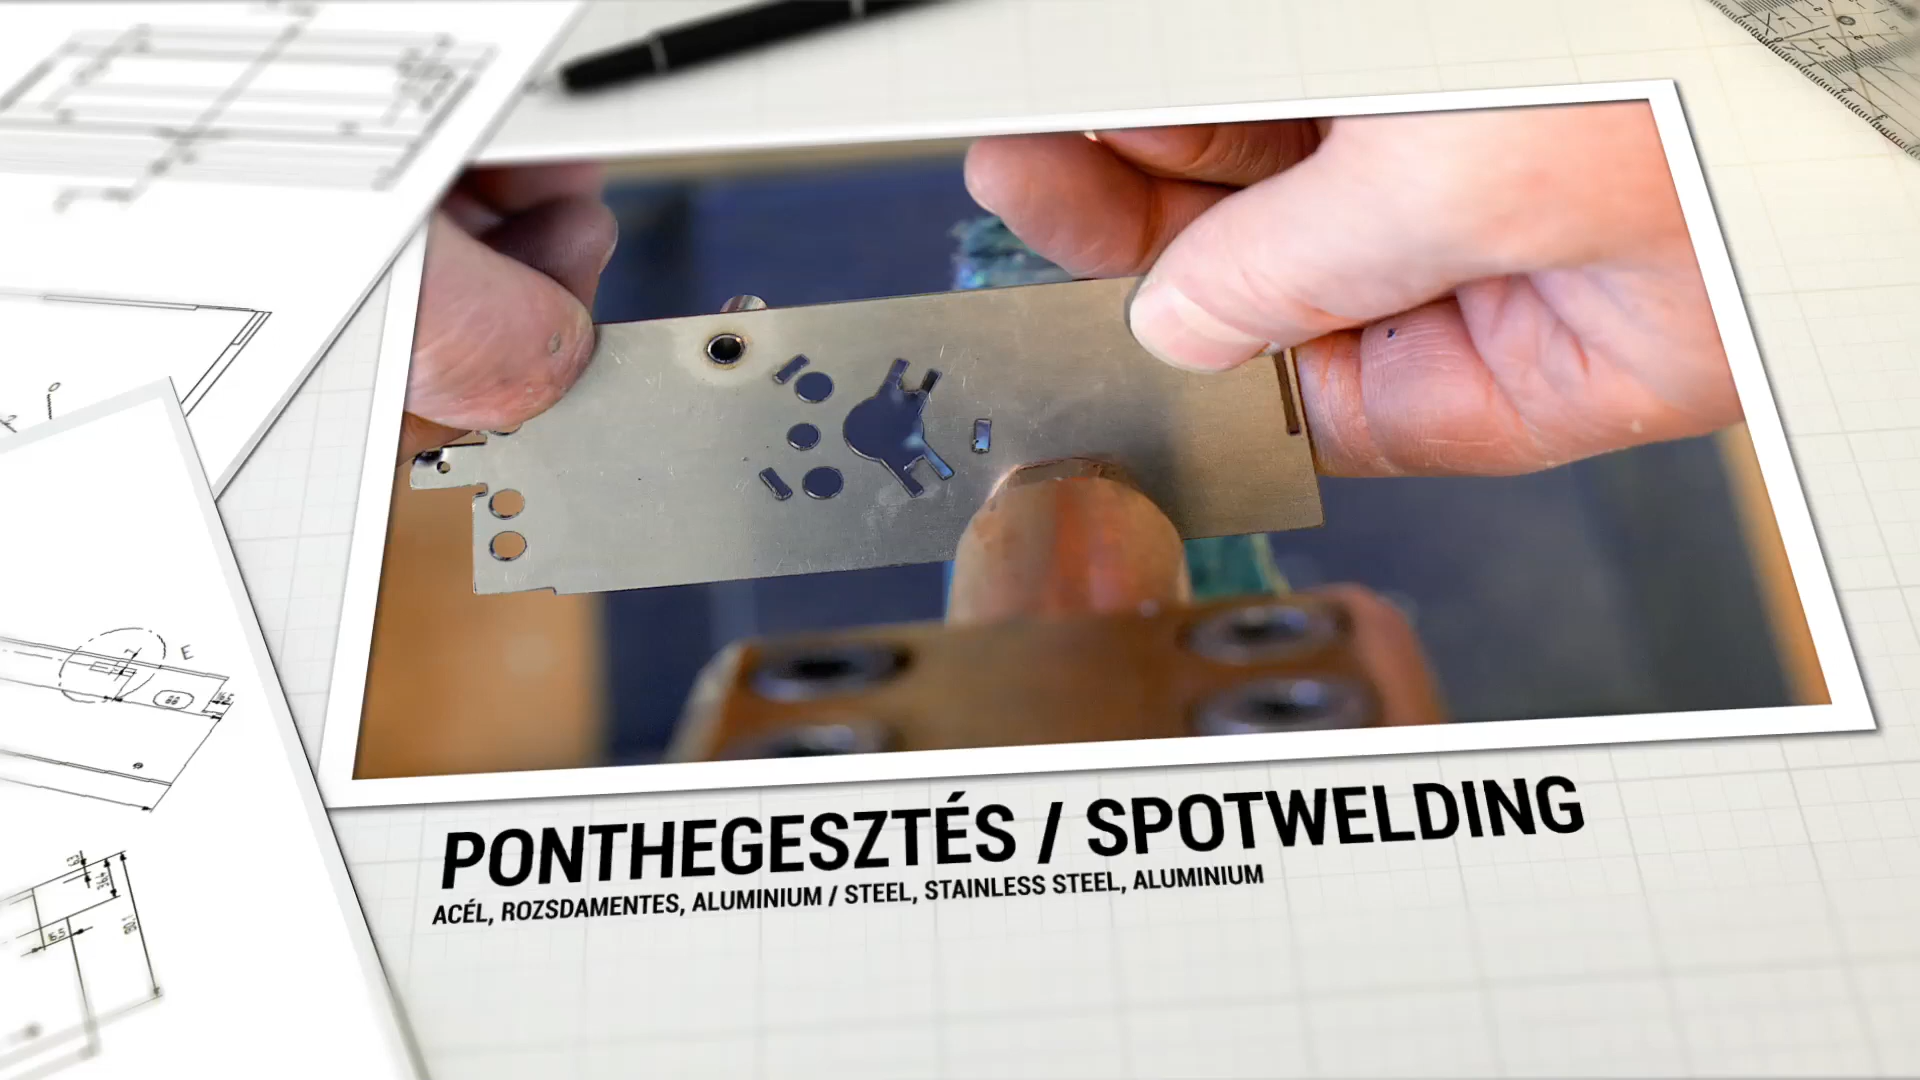 PONTHEGESZTÉS / SPOTWELDING
ACÉL, ROZSDAMENTES, ALUMINIUM / STEEL, STAINLESS STEEL, ALUMINIUM
E